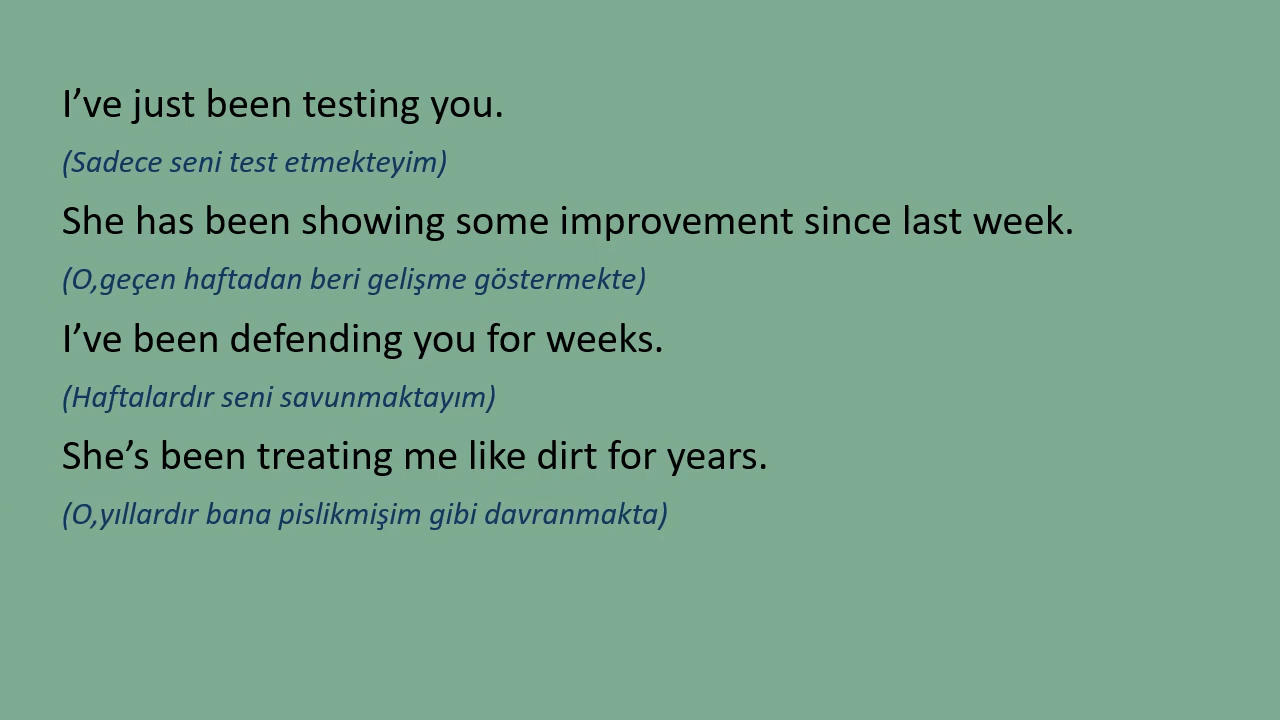 I’ve just been testing you.
(Sadece seni test etmekteyim)
She has been showing some improvement since last week.
(O,geçen haftadan beri gelişme göstermekte)
I’ve been defending you for weeks.
(Haftalardır seni savunmaktayım)
She’s been treating me like dirt for years.
(O,yıllardır bana pislikmişim gibi davranmakta)